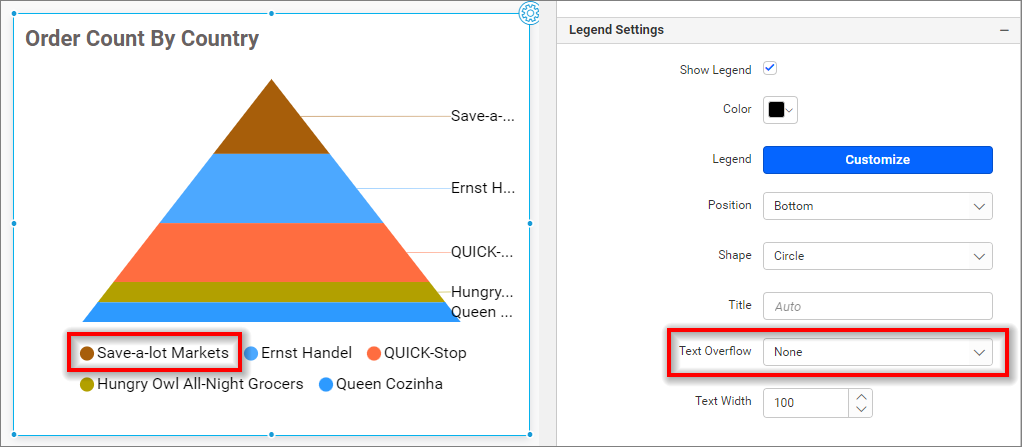 Order Count By Country
Save-a-...
Ernst H...
QUICK-...
Hungry...
Queen ...
Save-a-lot Markets
Ernst Handel
QUICK-Stop
Hungry Owl All-Night Grocers
Queen Cozinha
Legend Settings
Show Legend
Color
Legend
Customize
Position
Bottom
Shape
Circle
Title
Auto
Text Overflow
None
Text Width
100